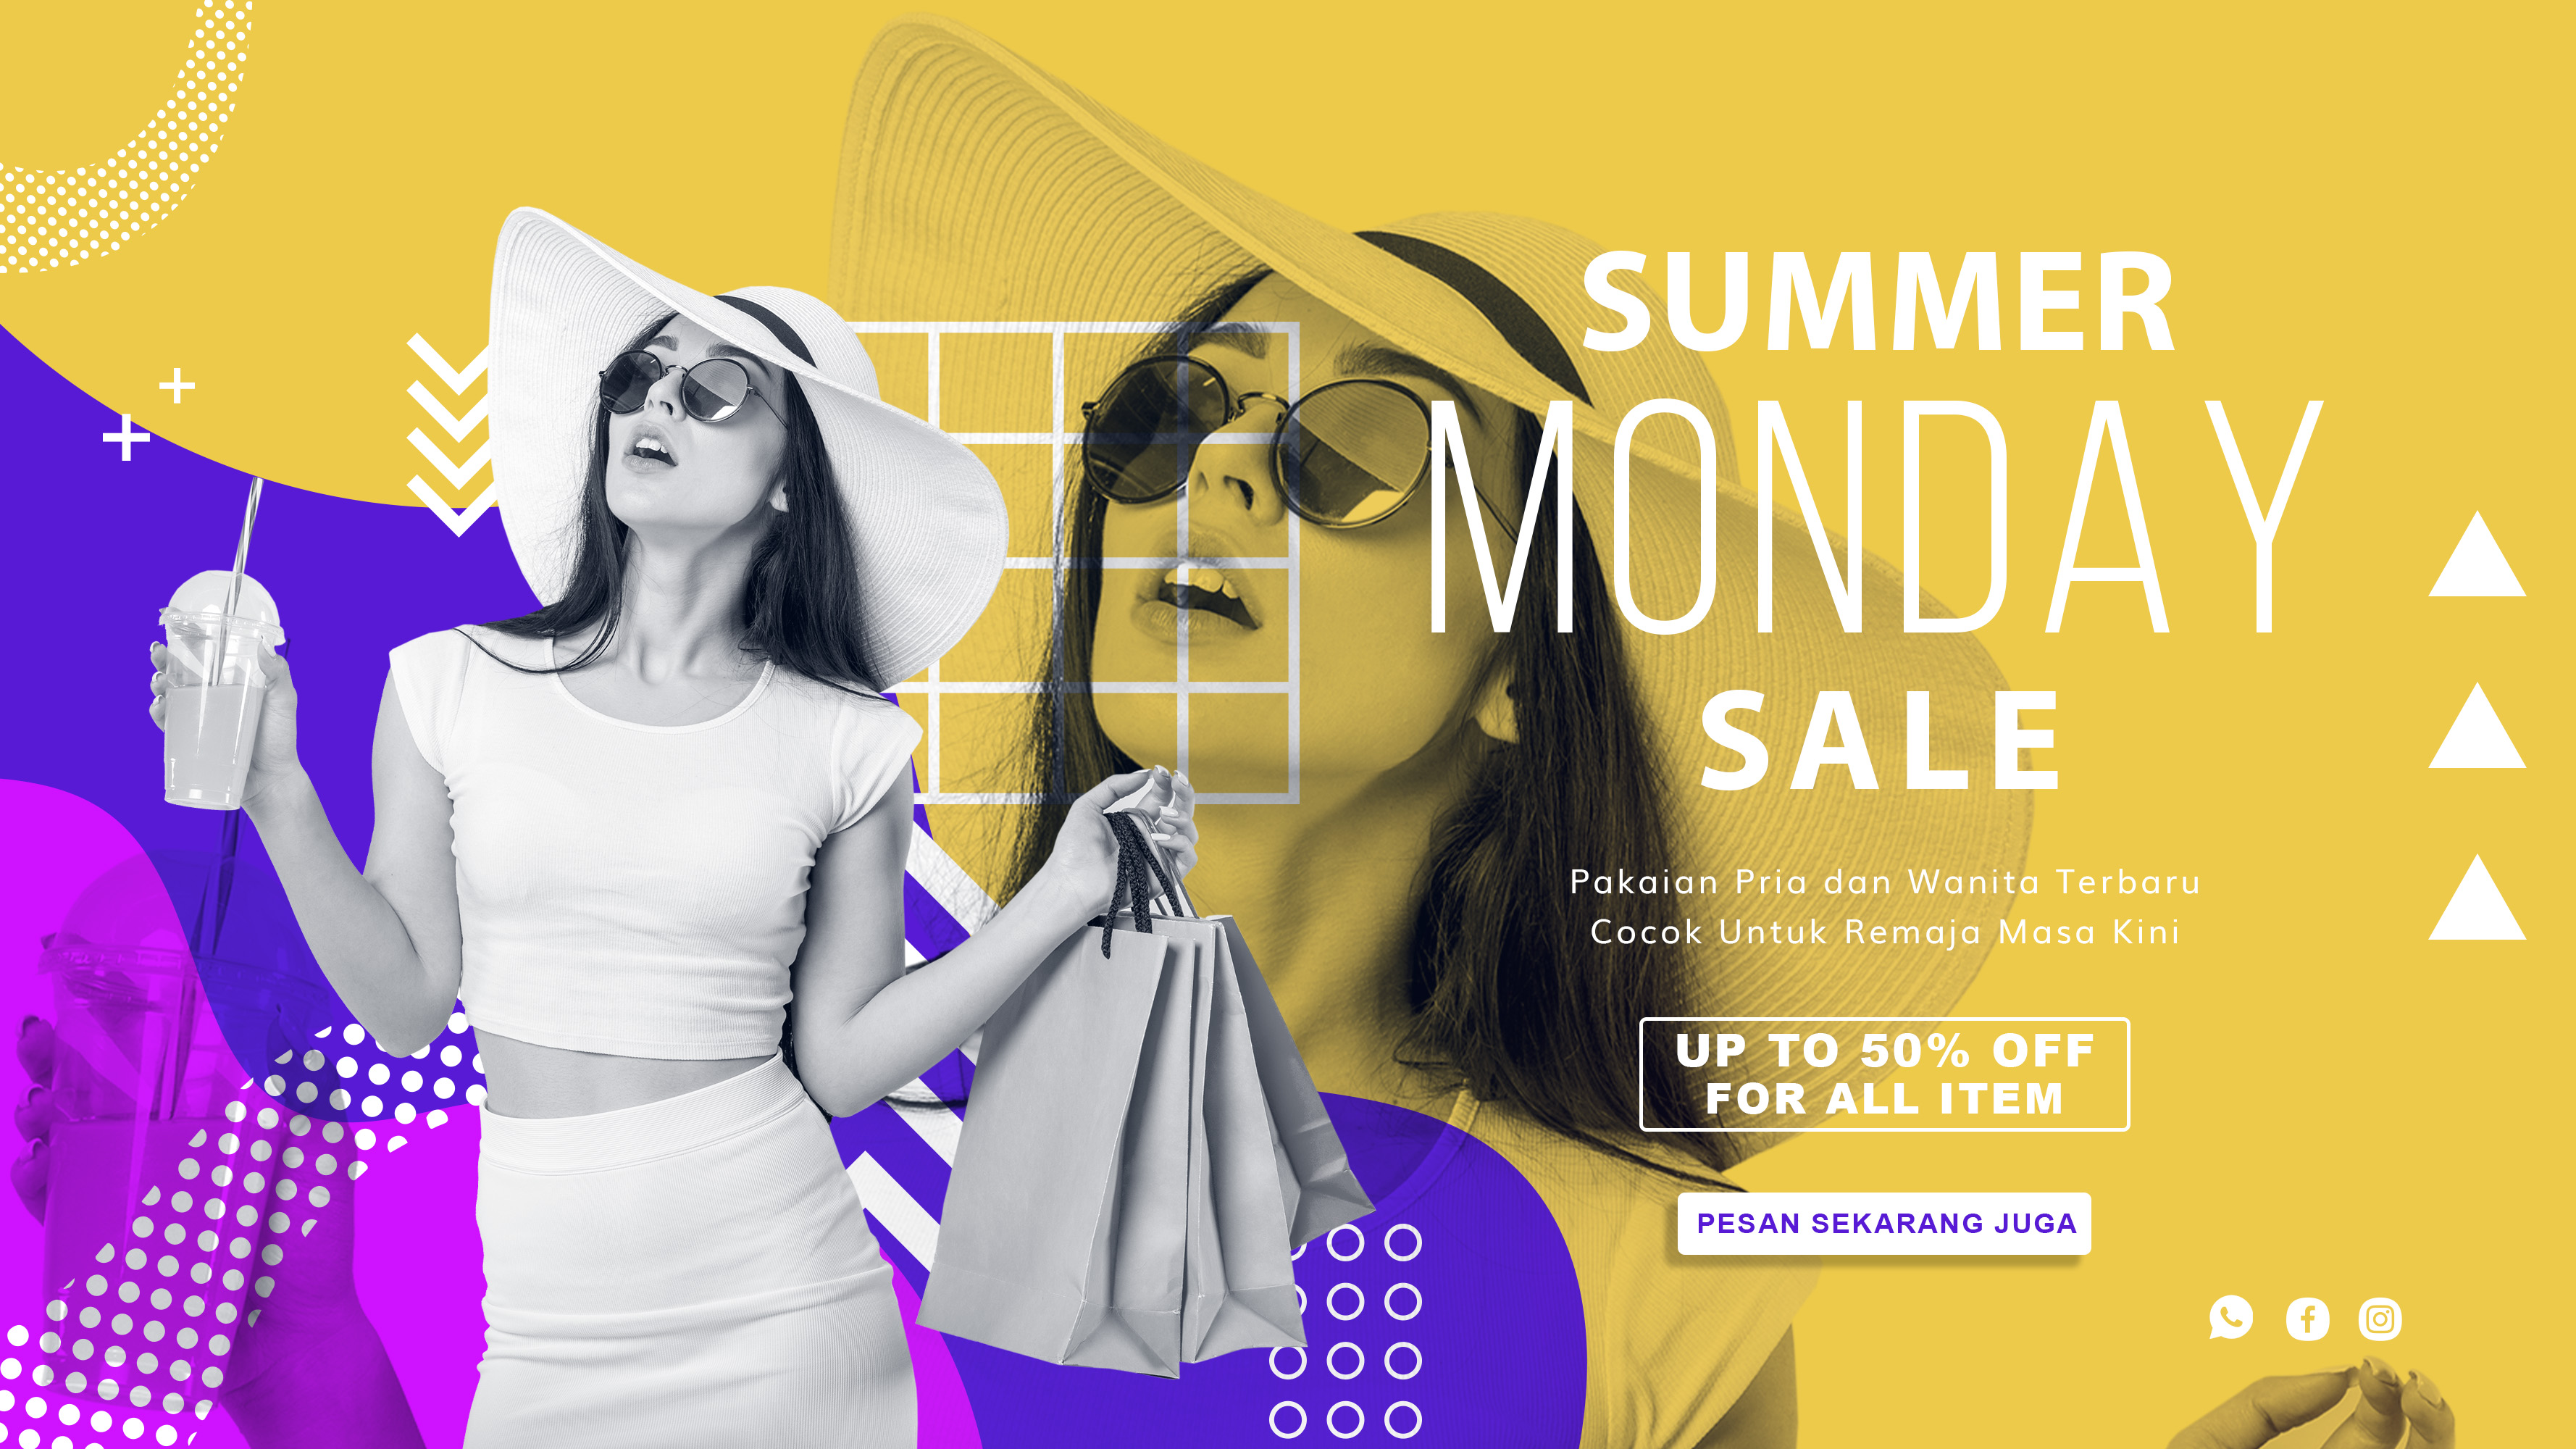 SUMMER
MONDAY
SALE
Pakaian Pria dan Wanita Terbaru
Cocok Untuk Remaja Masa Kini
UP TO 50% OFF
FOR ALL ITEM
PESAN SEKARANG JUGA